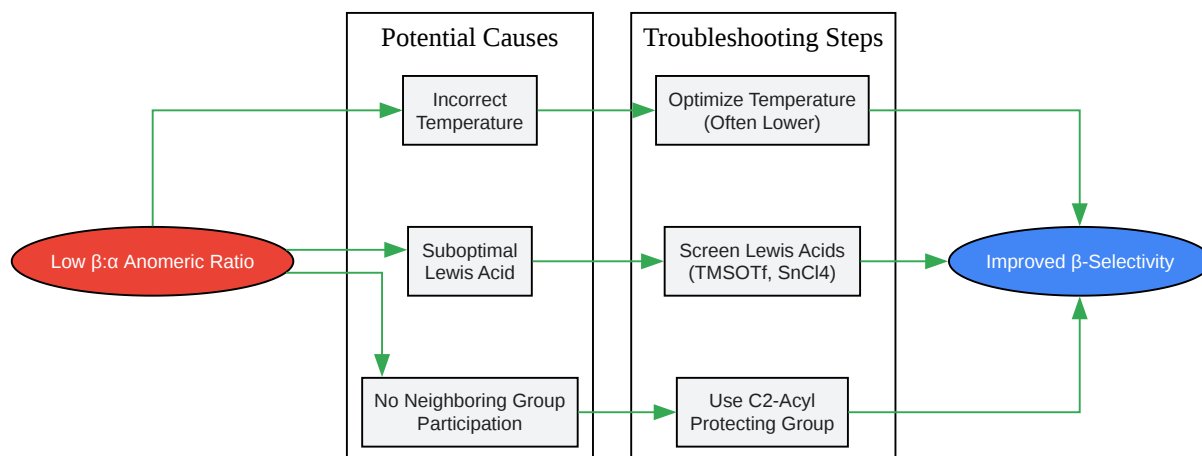 Potential Causes
Troubleshooting Steps
Incorrect
Temperature
Optimize Temperature
(Often Lower)
Low β:α Anomeric Ratio
Suboptimal
Lewis Acid
Screen Lewis Acids
(TMSOTf, SnCl4)
Improved β-Selectivity
No Neighboring Group
Participation
Use C2-Acyl
Protecting Group